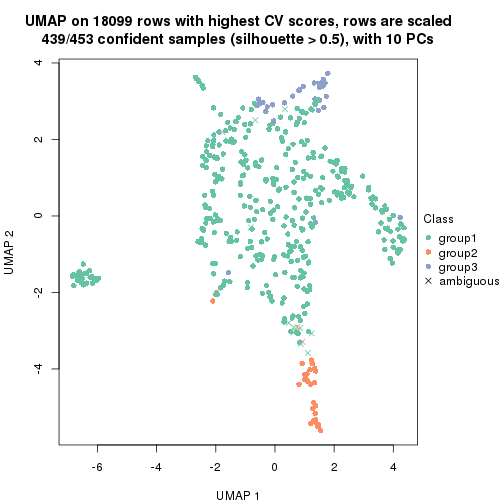 UMAP on 18099 rows with highest CV scores, rows are scaled
439/453 confident samples (silhouette > 0.5), with 10 PCs
4
2
0
-2
-4
UMAP 2
-6
-4
-2
0
2
4
UMAP 1
Class
group1
group2
group3
ambiguous